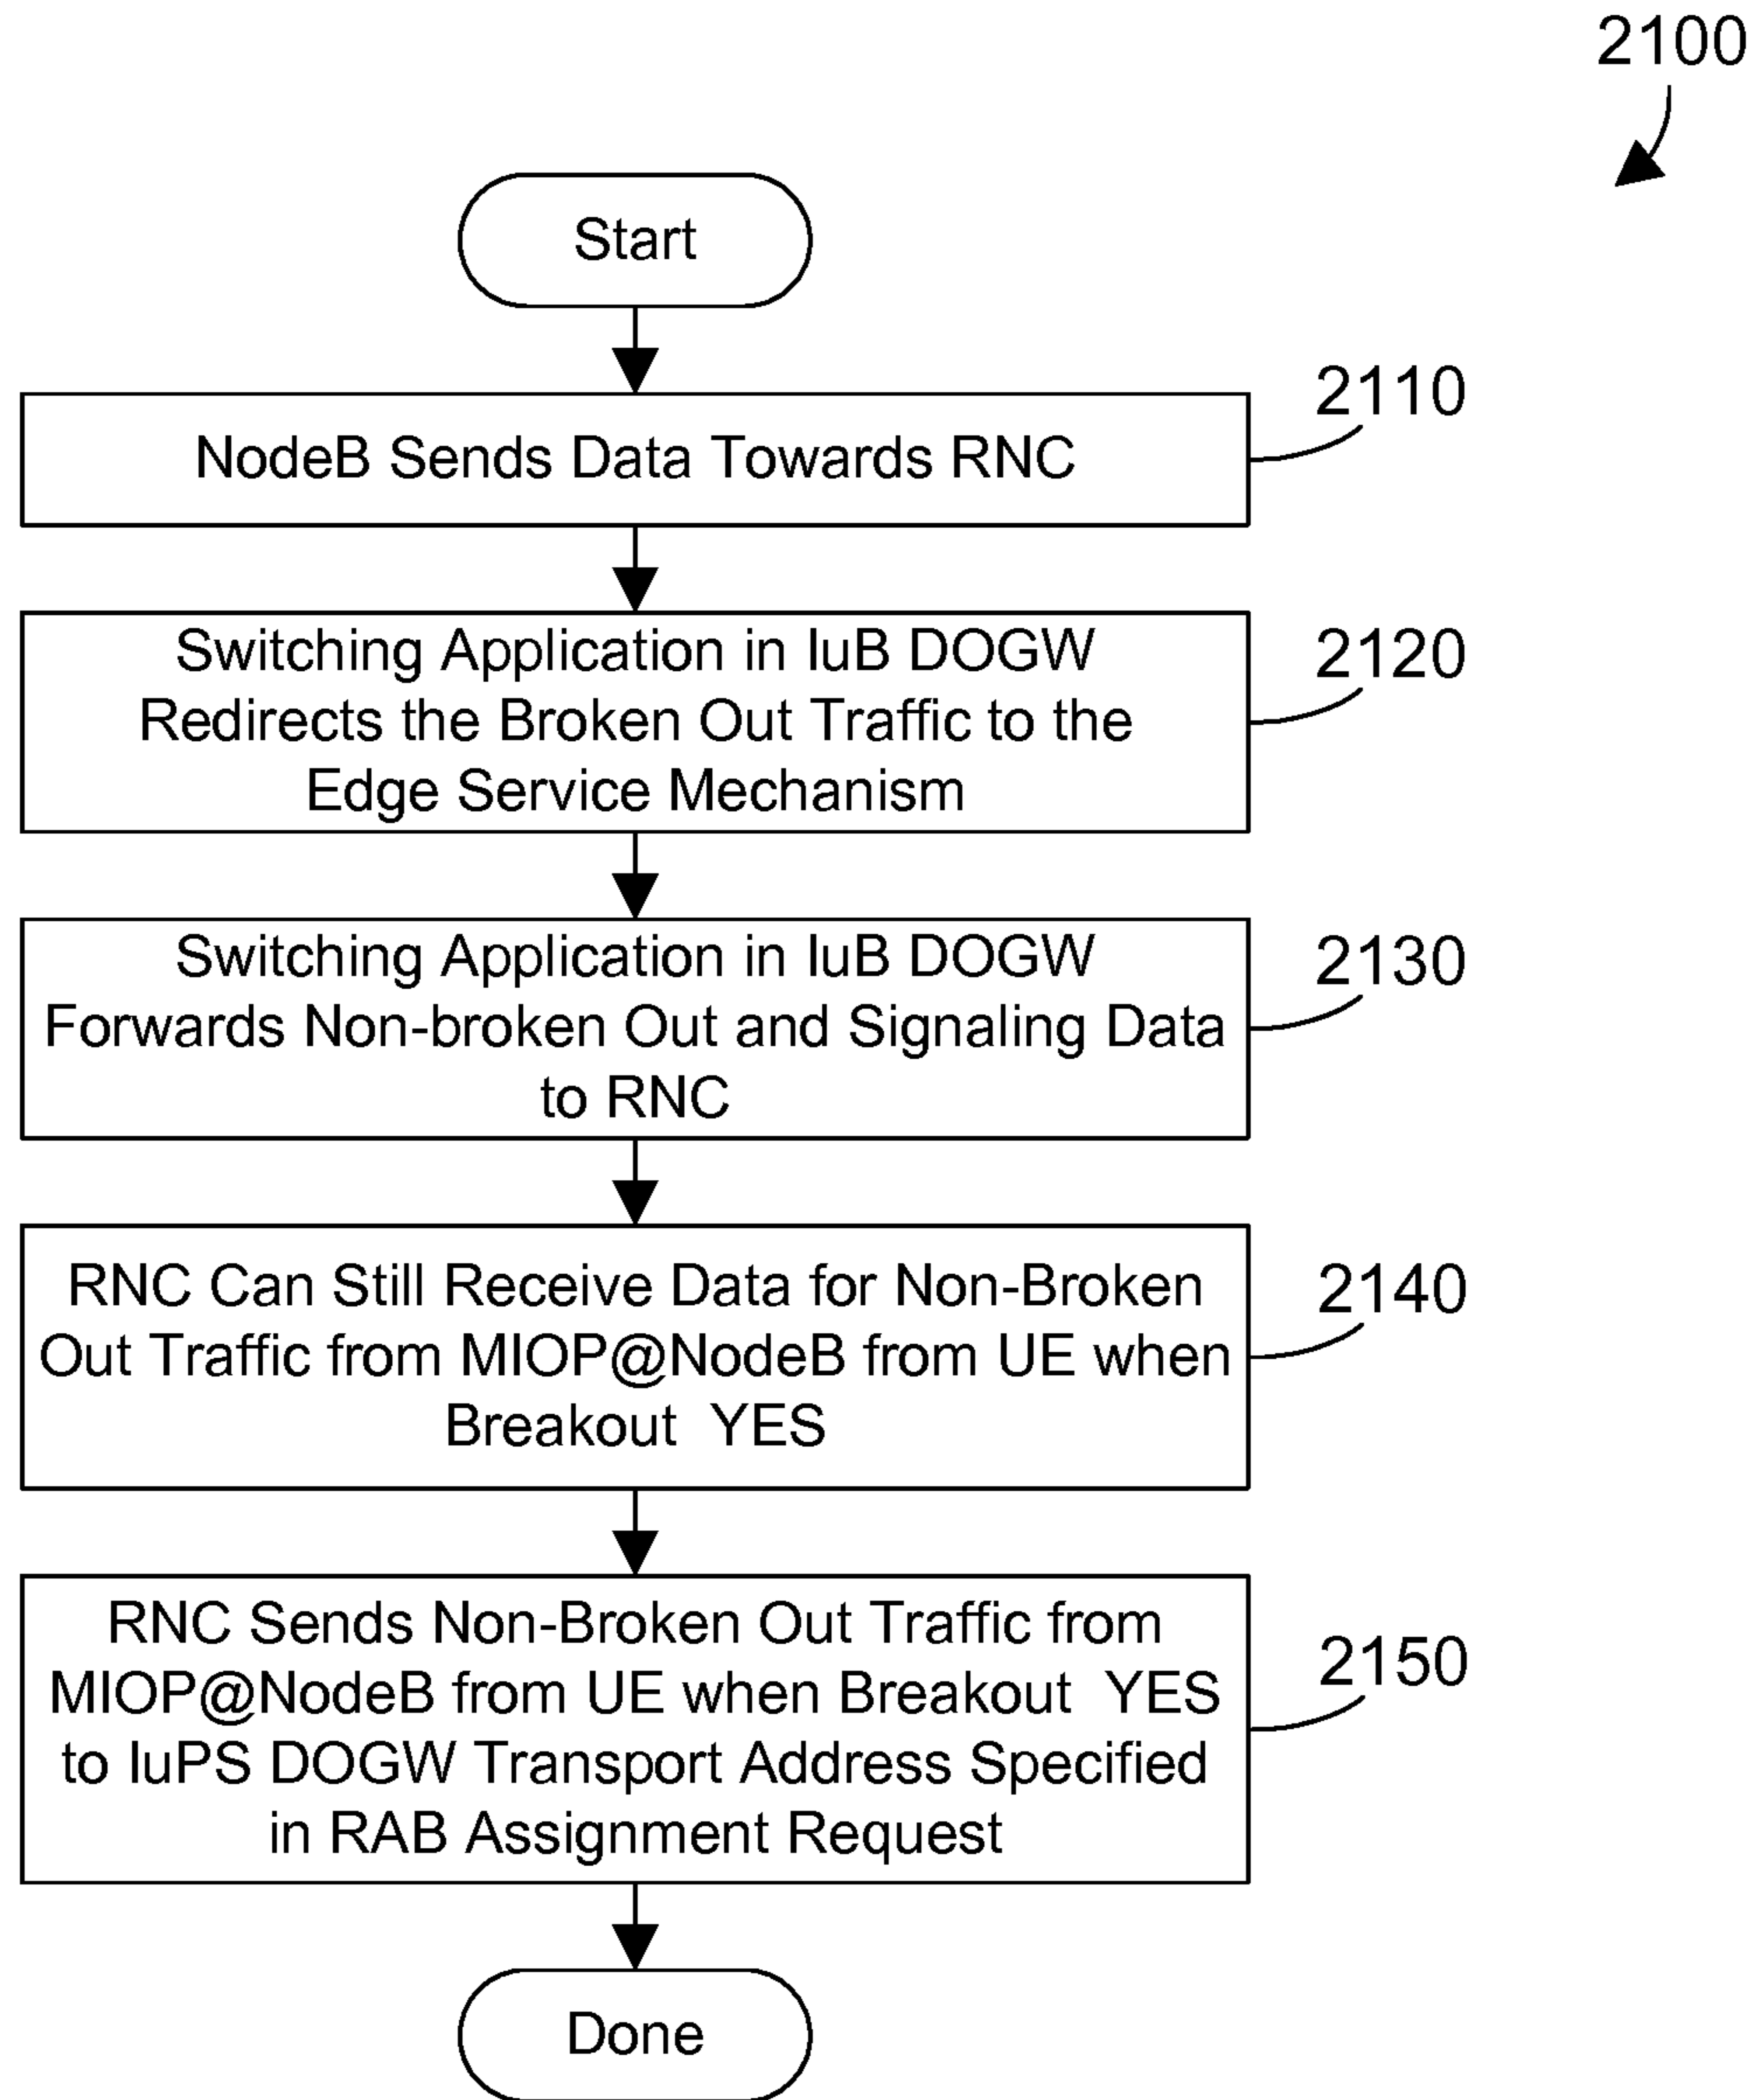 2100
Start
NodeB Sends Data Towards RNC
2110
Switching Application in IuB DOGW
Redirects the Broken Out Traffic to the
Edge Service Mechanism
2120
Switching Application in IuB DOGW
Forwards Non-broken Out and Signaling Data
to RNC
2130
RNC Can Still Receive Data for Non-Broken
Out Traffic from MIOP@NodeB from UE when
Breakout YES
2140
RNC Sends Non-Broken Out Traffic from
MIOP@NodeB from UE when Breakout YES
to IuPS DOGW Transport Address Specified
in RAB Assignment Request
2150
Done